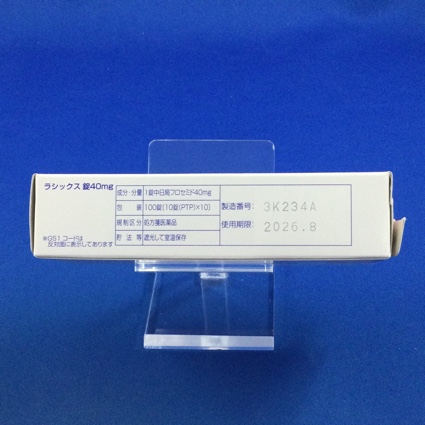 ラシックス 錠40mg
成分・分量 1錠中日局フロセミド40mg
包 装 100錠(10錠(PTP)×10)
規制区分 処方箋医薬品
貯 法 等 遮光して室温保存
製造番号: 3K234A
使用期限: 2026.8
※GS1 コードは
反対面に表示してあります